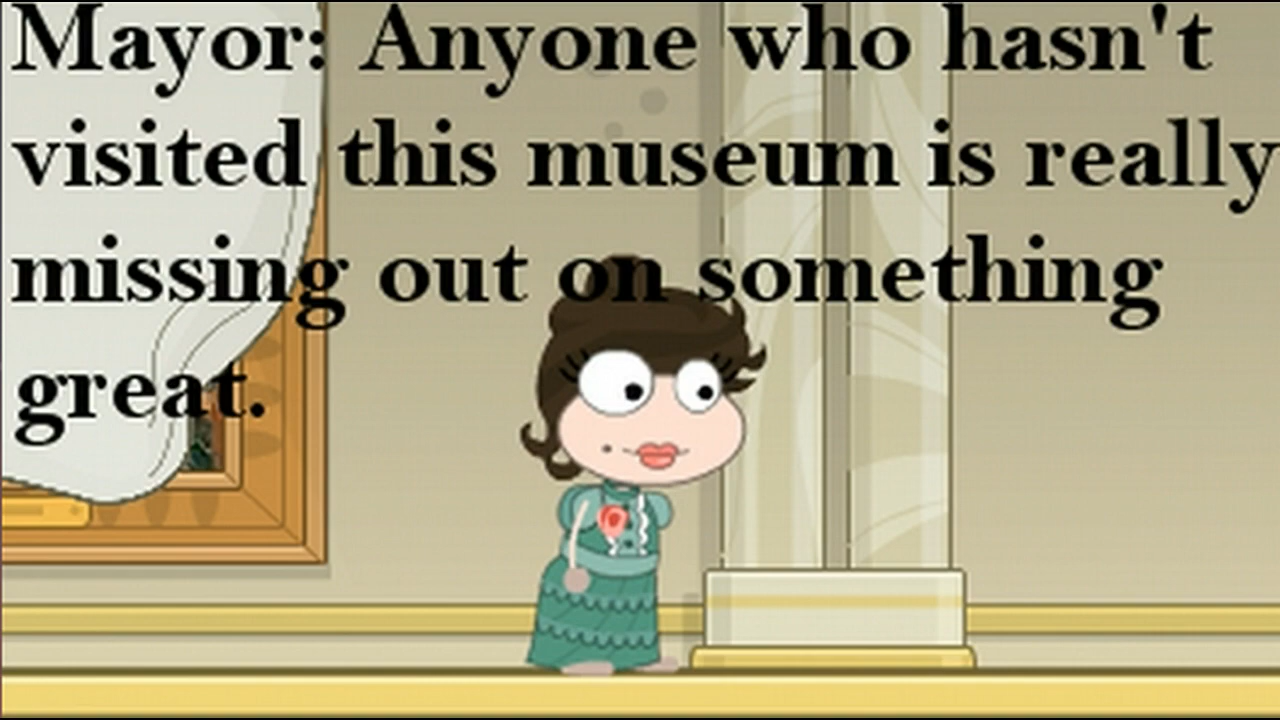 Mayor: Anyone who hasn't
visited this museum is really
missing out on something
great.